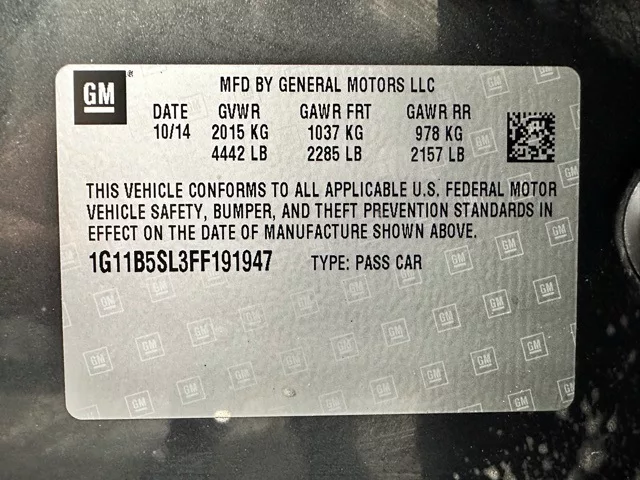 GM
MFD BY GENERAL MOTORS LLC
DATE GVWR GAWR FRT GAWR RR
10/14 2015 KG 1037 KG 978 KG
4442 LB 2285 LB 2157 LB
THIS VEHICLE CONFORMS TO ALL APPLICABLE U.S. FEDERAL MOTOR
VEHICLE SAFETY, BUMPER, AND THEFT PREVENTION STANDARDS IN
EFFECT ON THE DATE OF MANUFACTURE SHOWN ABOVE.
1G11B5SL3FF191947 TYPE: PASS CAR